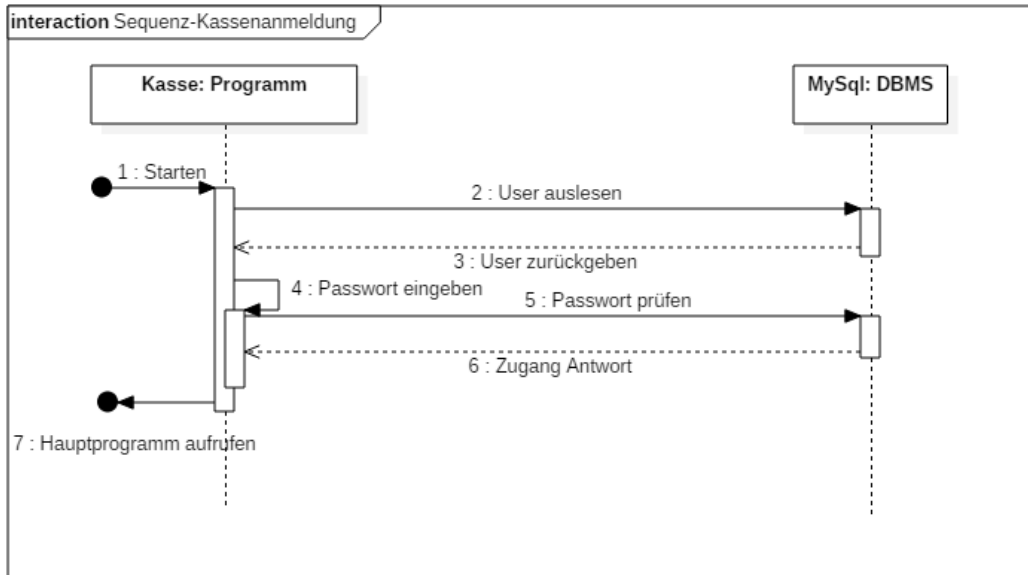 interaction Sequenz-Kassenanmeldung
Kasse: Programm
MySql: DBMS
1 : Starten
2 : User auslesen
3 : User zurückgeben
4 : Passwort eingeben
5 : Passwort prüfen
6 : Zugang Antwort
7 : Hauptprogramm aufrufen